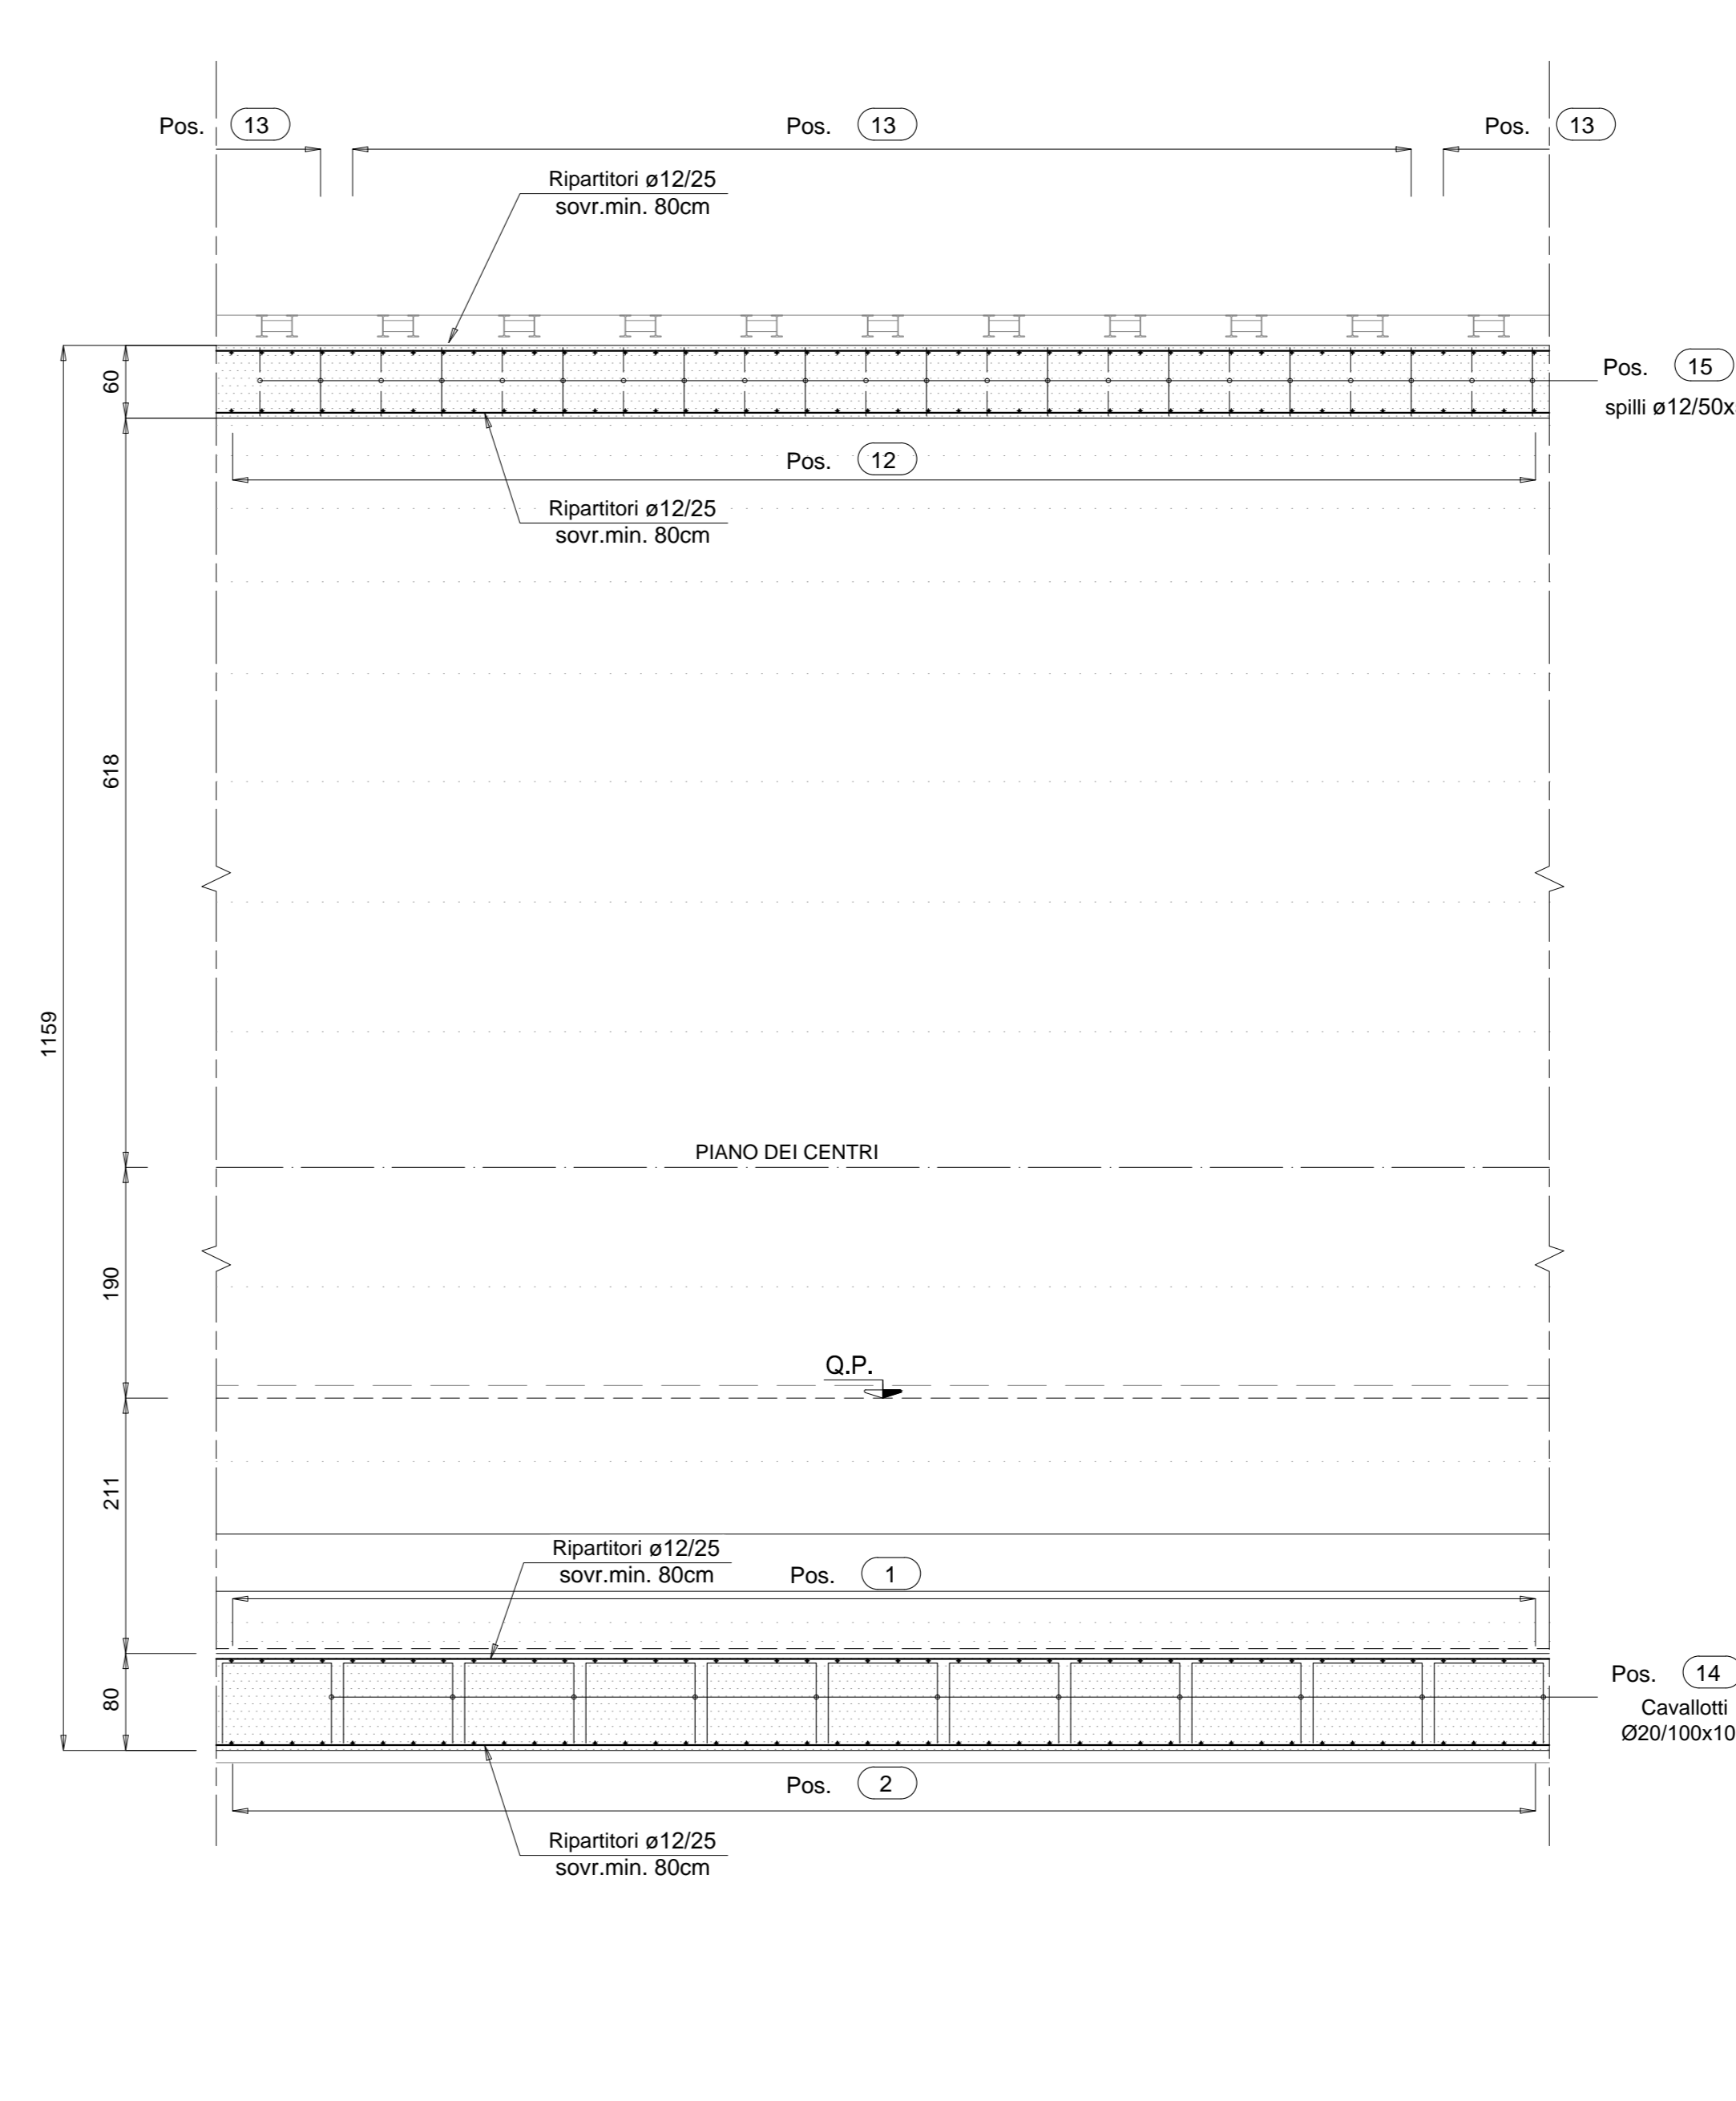 Pos. 13
Pos. 13
Pos. 13
Ripartitori ø12/25
sovr.min. 80cm
60
Pos. 15
spilli ø12/50x
Pos. 12
Ripartitori ø12/25
sovr.min. 80cm
618
1159
PIANO DEI CENTRI
190
Q.P.
211
Ripartitori ø12/25
sovr.min. 80cm
Pos. 1
80
Pos. 14
Cavallotti
Ø20/100x10
Pos. 2
Ripartitori ø12/25
sovr.min. 80cm